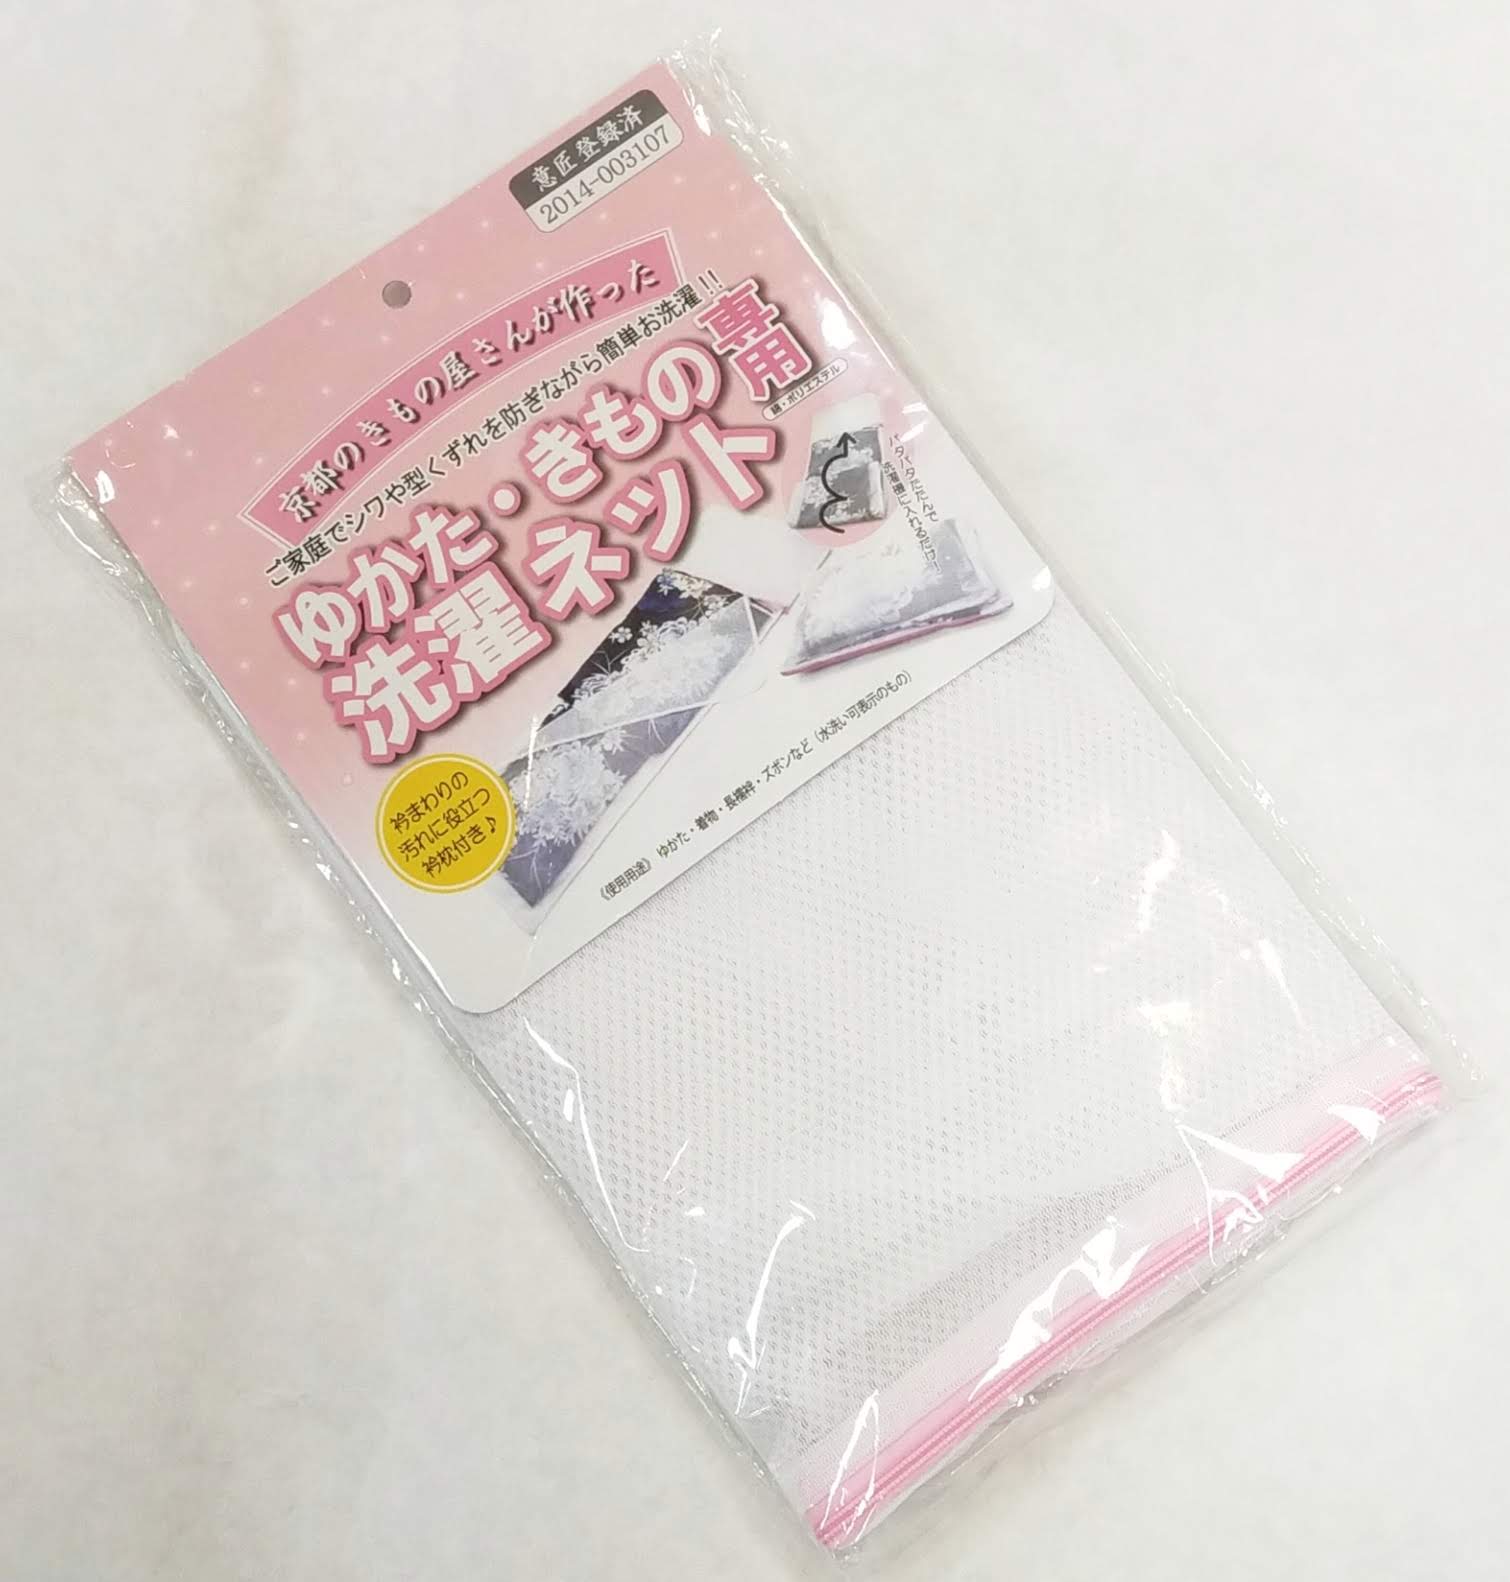 意匠登録済
2014-003107
京都のきもの屋さんが作った
ご家庭でシワや型くずれを防ぎながら簡単お洗濯!!
ゆかた・きもの専用
綿・ポリエステル
洗濯ネット
パタパタたたんで
洗濯機に入れるだけー
衿まわりの
汚れに役立つ
衿枕付き♪
《使用用途》 ゆかた・着物・長襦袢・ズボンなど（水洗い可表示のもの）